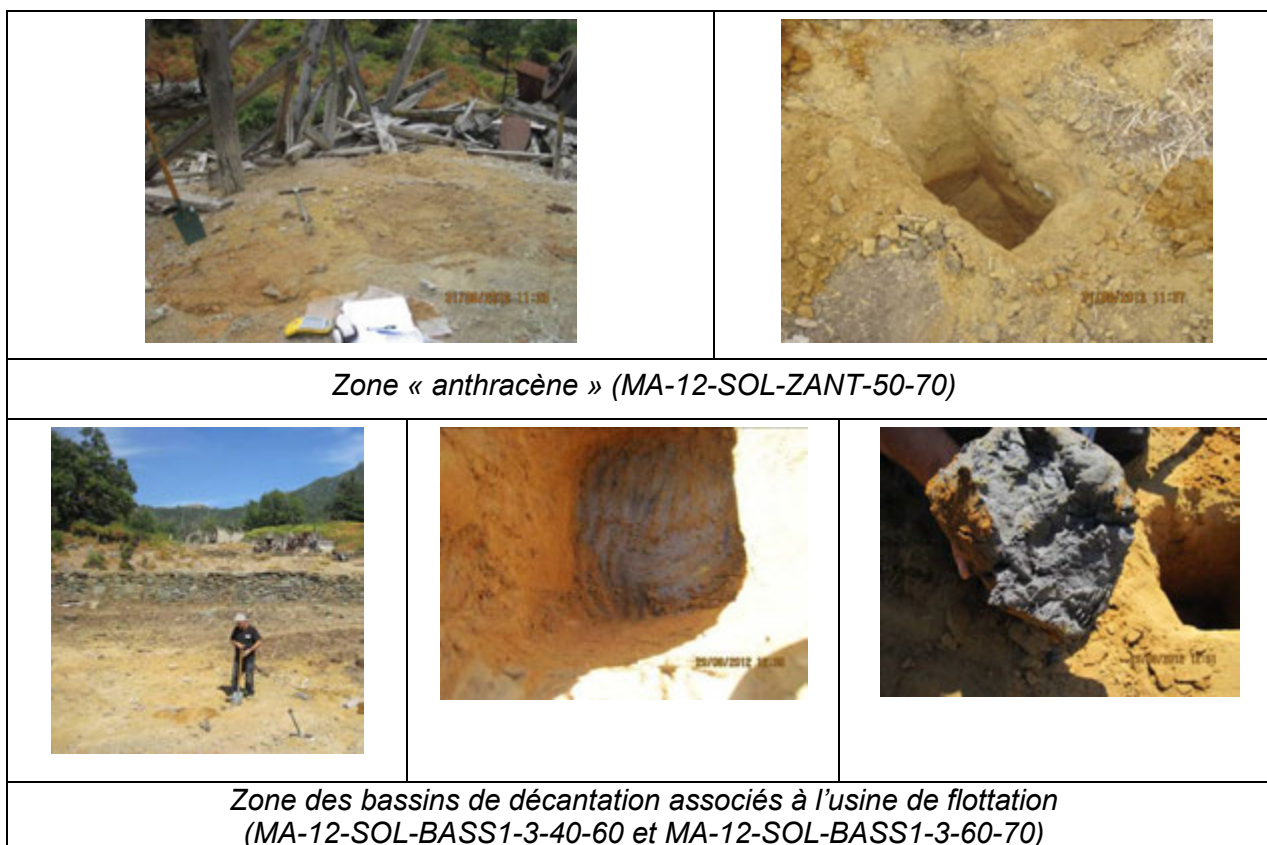 Zone « anthracène » (MA-12-SOL-ZANT-50-70)
Zone des bassins de décantation associés à l’usine de flottation
(MA-12-SOL-BASS1-3-40-60 et MA-12-SOL-BASS1-3-60-70)